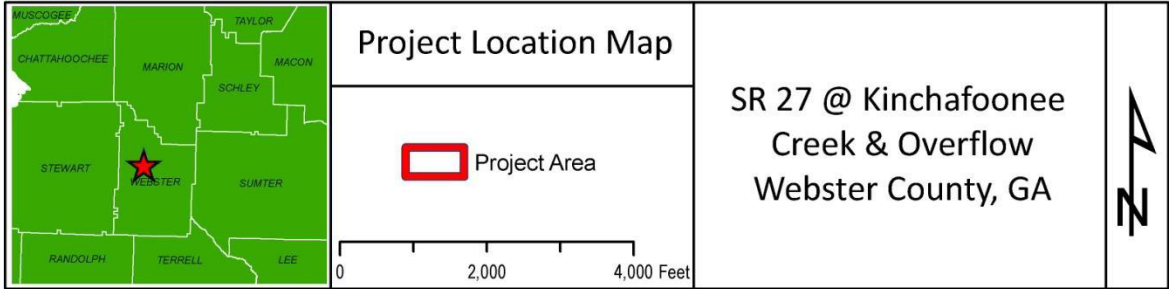 MUSCOGEE
TAYLOR
CHATTAHOOCHEE
MARION
MACON
SCHLEY
STEWART
WEBSTER
SUMTER
RANDOLPH
TERRELL
LEE
Project Location Map
Project Area
0 2,000 4,000 Feet
SR 27 @ Kinchafoonee
Creek & Overflow
Webster County, GA
N